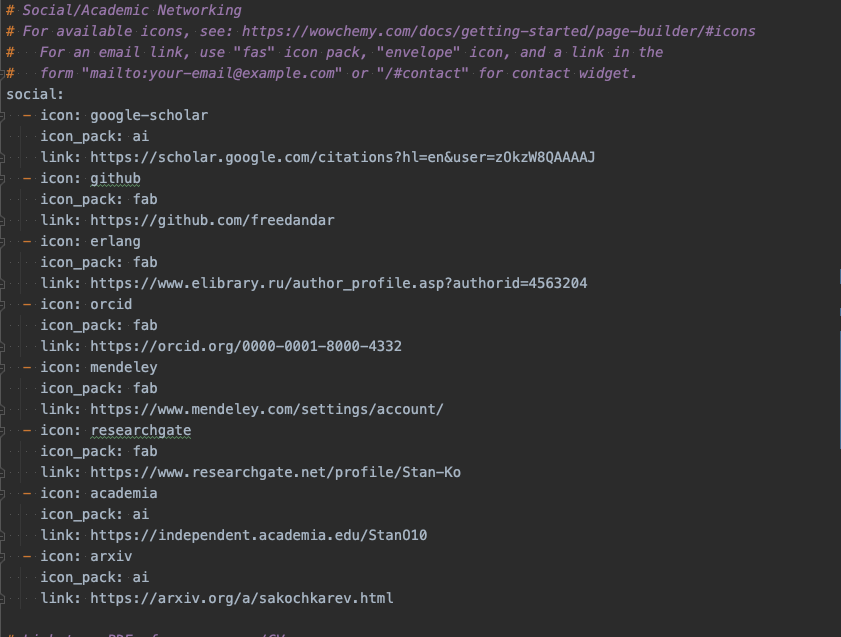 # Social/Academic Networking
# For available icons, see: https://wowchemy.com/docs/getting-started/page-builder/#icons
#   For an email link, use "fas" icon pack, "envelope" icon, and a link in the
#   form "mailto:your-email@example.com" or "/#contact" for contact widget.
social:
  - icon: google-scholar
    icon_pack: ai
    link: https://scholar.google.com/citations?hl=en&user=zOkzW8QAAAAJ
  - icon: github
    icon_pack: fab
    link: https://github.com/freedandar
  - icon: erlang
    icon_pack: fab
    link: https://www.elibrary.ru/author_profile.asp?authorid=4563204
  - icon: orcid
    icon_pack: fab
    link: https://orcid.org/0000-0001-8000-4332
  - icon: mendeley
    icon_pack: fab
    link: https://www.mendeley.com/settings/account/
  - icon: researchgate
    icon_pack: fab
    link: https://www.researchgate.net/profile/Stan-Ko
  - icon: academia
    icon_pack: ai
    link: https://independent.academia.edu/StanO10
  - icon: arxiv
    icon_pack: ai
    link: https://arxiv.org/a/sakochkarev.html